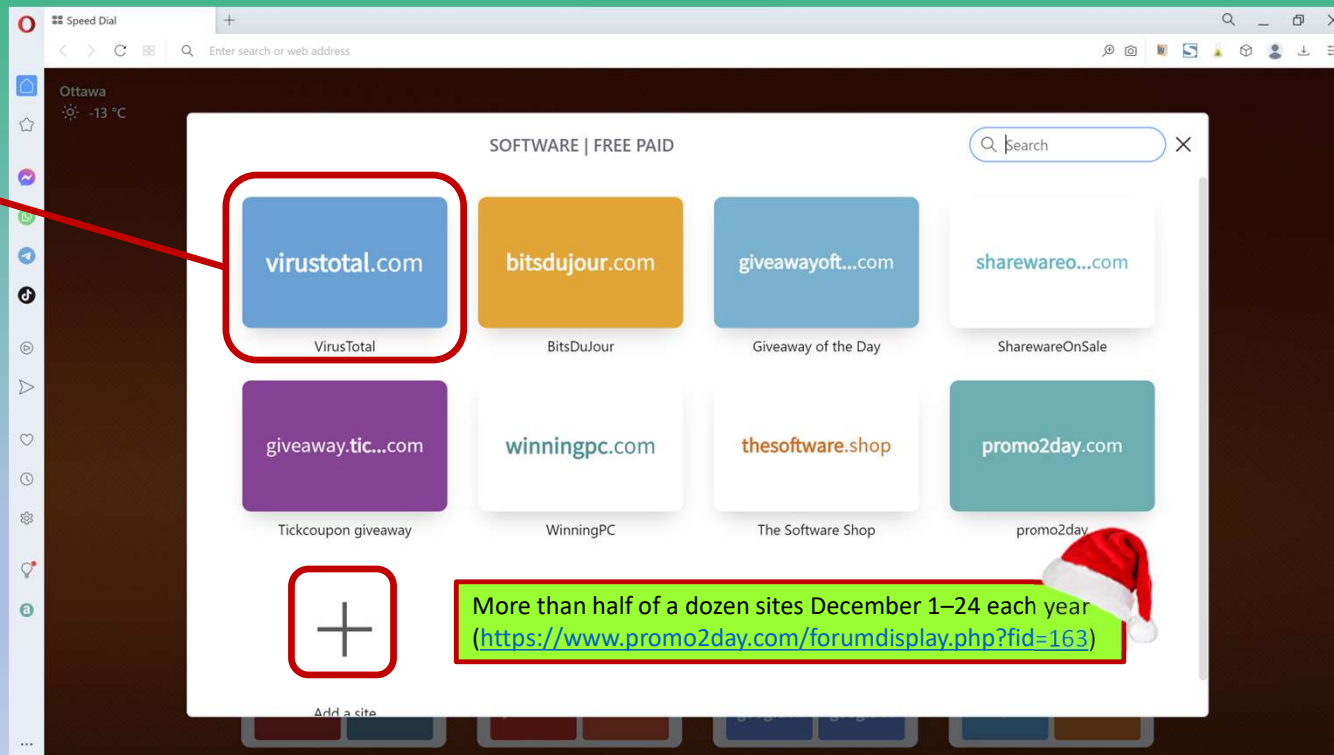 Speed Dial
Enter search or web address
Ottawa
-13 °C
SOFTWARE | FREE PAID
Search
virustotal.com
bitsdujour.com
giveawayoft...com
shareware​o...com
VirusTotal
BitsDuJour
Giveaway of the Day
SharewareOnSale
giveaway.tic...com
winningpc.com
thesoftware.shop
promo2day.com
Tickcoupon giveaway
WinningPC
The Software Shop
promo2day
More than half of a dozen sites December 1–24 each year
(https://www.promo2day.com/forumdisplay.php?fid=163)
Add a site